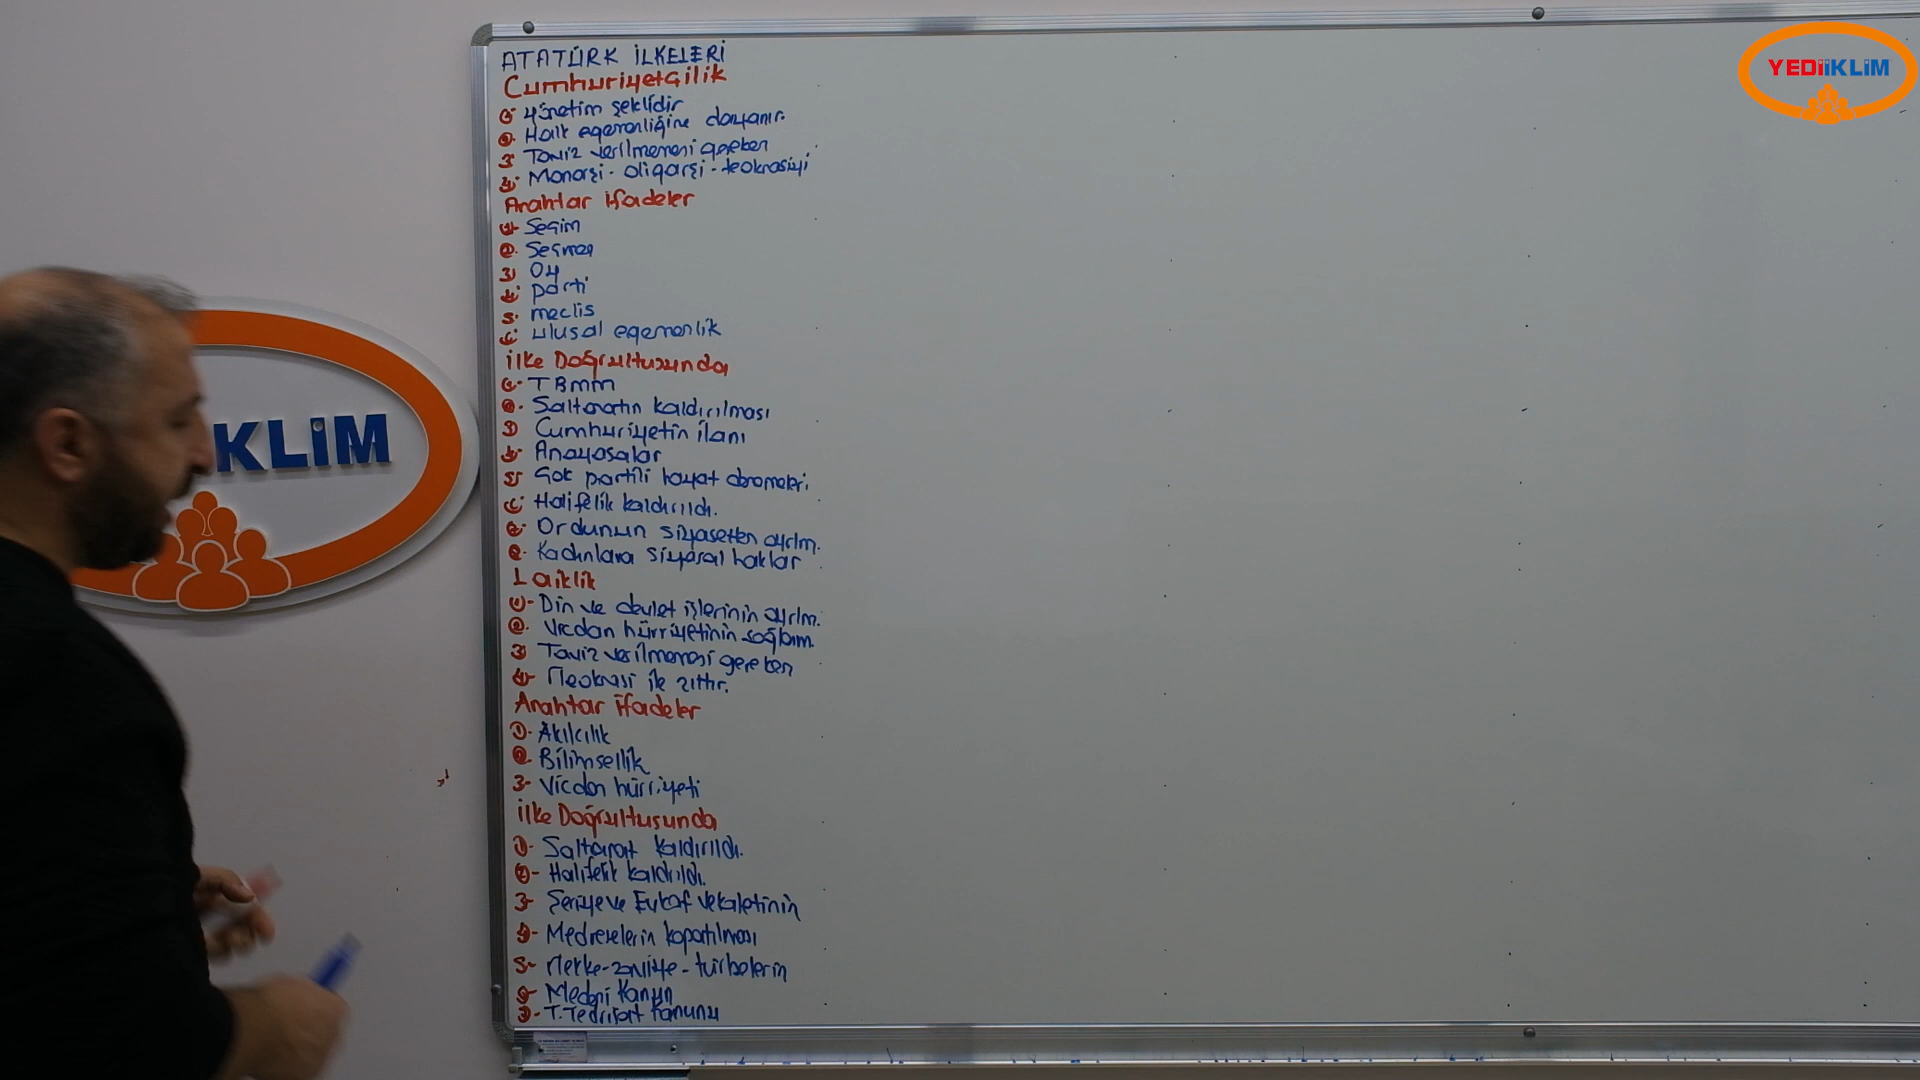 ATATÜRK İLKELERİ
Cumhuriyetçilik
1- Yönetim şeklidir
2- Halk egemenliğine dayanır.
3- Taviz verilmemesi gereken
4- Monarşi - oligarşi - teokrasiyi
Anahtar İfadeler
1- Seçim
2- Seçmen
3- Oy
4- parti
5- meclis
6- ulusal egemenlik
İlke Doğrultusunda
1- TBMM
2- Saltanatın kaldırılması
3- Cumhuriyetin ilanı
4- Anayasalar
5- Çok partili hayat denemeleri.
6- Halifelik kaldırıldı.
7- Ordunun siyasetten ayrılm.
8- Kadınlara siyasal haklar
Laiklik
1- Din ve devlet işlerinin ayrılm.
2- Vicdan hürriyetinin sağlanm.
3- Taviz verilmemesi gereken
4- Teokrasi ile zıttır.
Anahtar İfadeler
1- Akılcılık
2- Bilimsellik
3- Vicdan hürriyeti
İlke Doğrultusunda
1- Saltanat kaldırıldı.
2- Halifelik kaldırıldı.
3- Şeriye ve Evkaf Vekaletinin
4- Medreselerin kapatılması
5- Tekke - zaviye - türbelerin
6- Medeni Kanun
7- T. Tedrisat Kanunu
KLİM
YEDİİKLİM